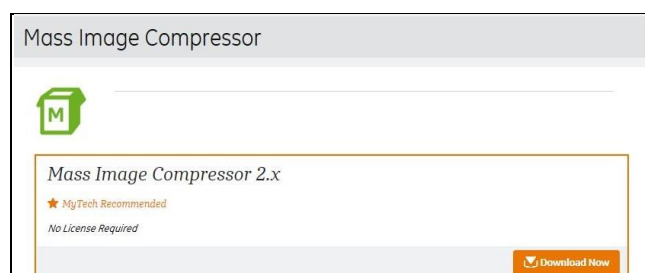 Mass Image Compressor
M
Mass Image Compressor 2.x
MyTech Recommended
No License Required
Download Now